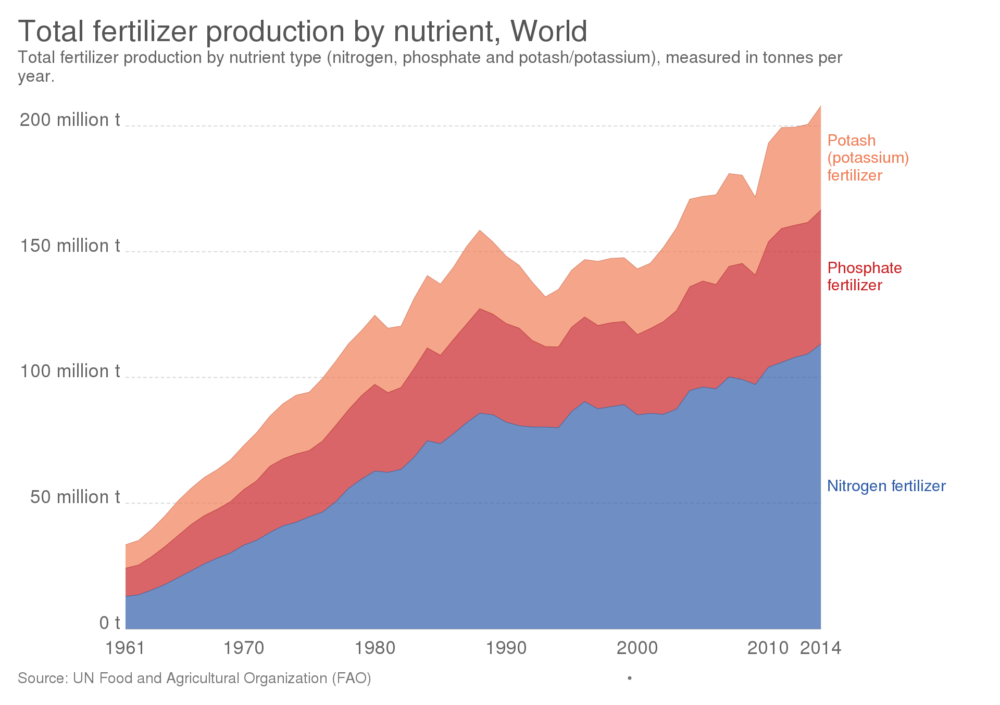 Total fertilizer production by nutrient, World
Total fertilizer production by nutrient type (nitrogen, phosphate and potash/potassium), measured in tonnes per
year.
200 million t
150 million t
100 million t
50 million t
0 t
Potash
(potassium)
fertilizer
Phosphate
fertilizer
Nitrogen fertilizer
1961 1970 1980 1990 2000 2010 2014
Source: UN Food and Agricultural Organization (FAO) •